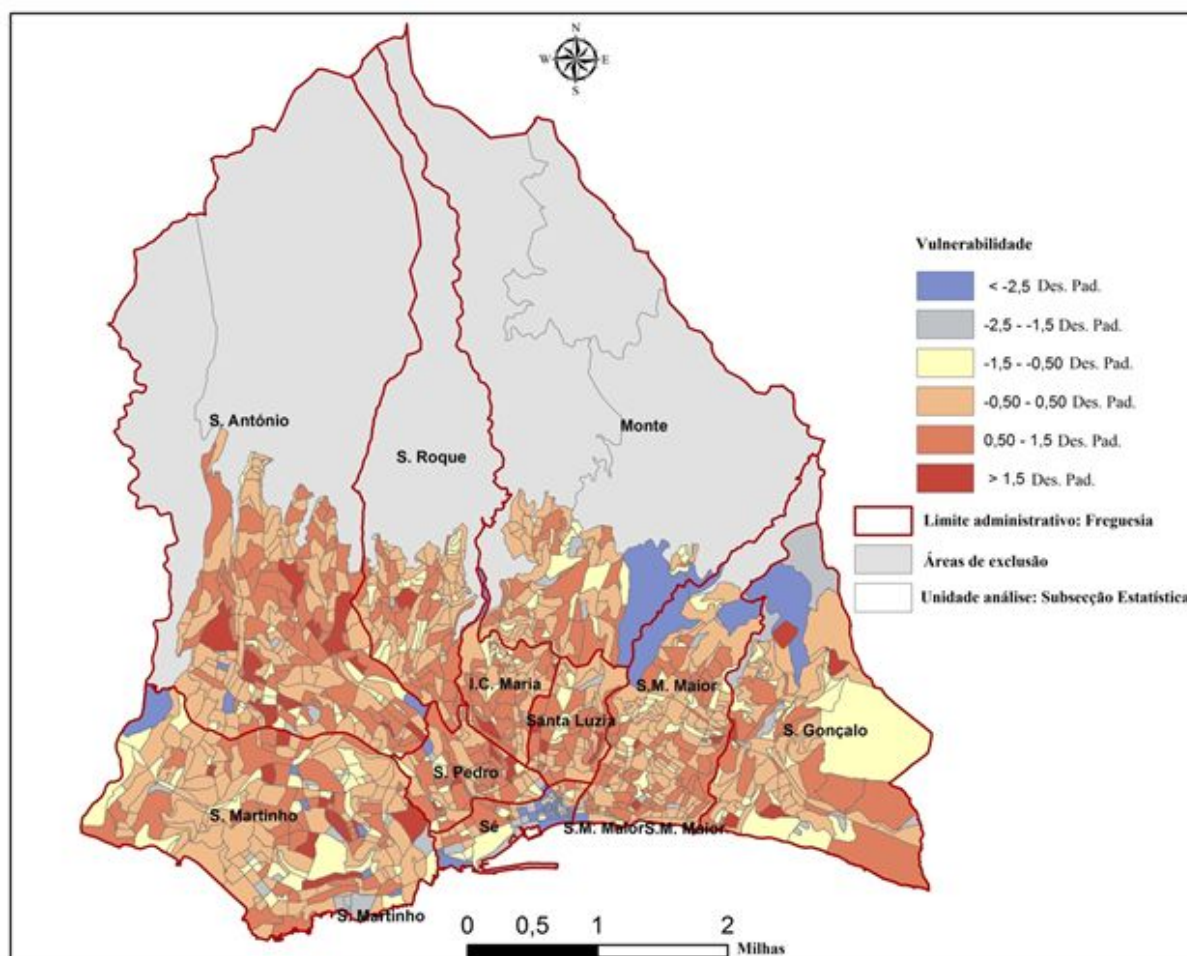 N
W E
S
Vulnerabilidade
< -2,5 Des. Pad.
-2,5 - -1,5 Des. Pad.
-1,5 - -0,50 Des. Pad.
-0,50 - 0,50 Des. Pad.
0,50 - 1,5 Des. Pad.
> 1,5 Des. Pad.
Limite administrativo: Freguesia
Áreas de exclusão
Unidade análise: Subsecção Estatística
S. António
Monte
S. Roque
I.C. Maria
S.M. Maior
Santa Luzia
S. Gonçalo
S. Pedro
S. Martinho
Sé
S.M. Maior
S.M. Maior
S. Martinho
0 0,5 1 2
Milhas